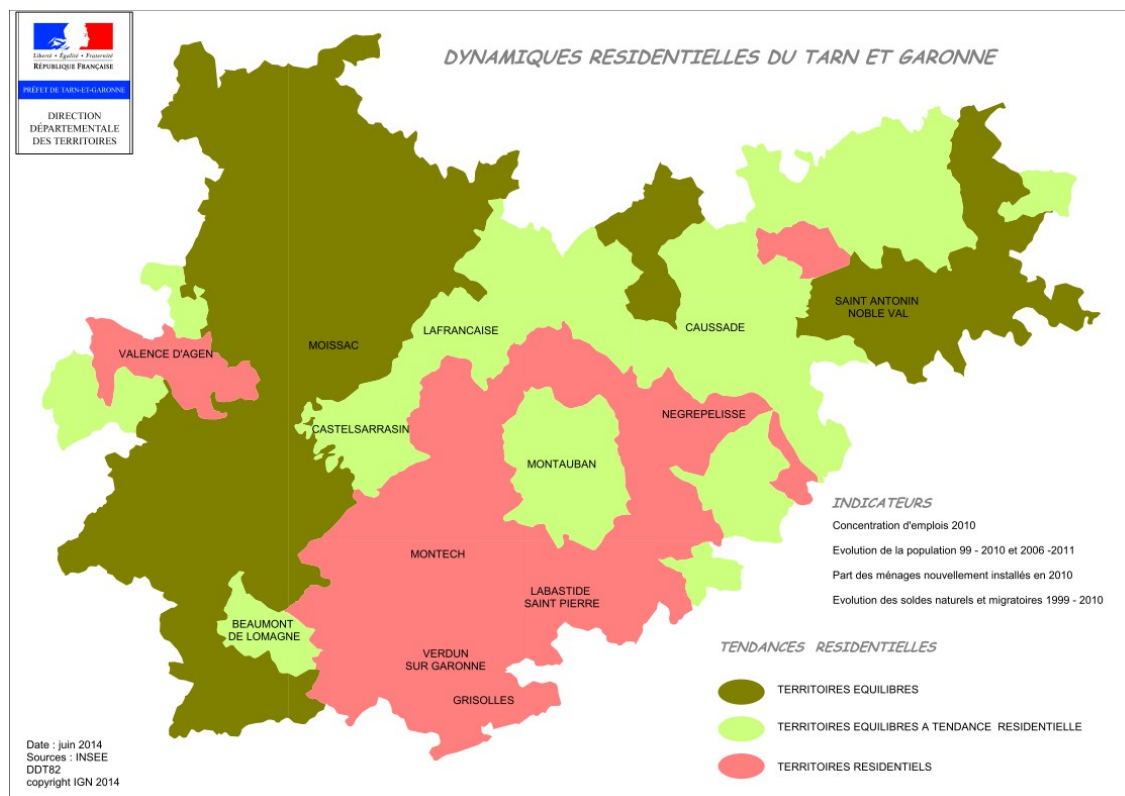 Liberté • Égalité • Fraternité
RÉPUBLIQUE FRANÇAISE
PRÉFET DE TARN-ET-GARONNE
DIRECTION
DÉPARTEMENTALE
DES TERRITOIRES
DYNAMIQUES RESIDENTIELLES DU TARN ET GARONNE
SAINT ANTONIN
NOBLE VAL
LAFRANCAISE
CAUSSADE
MOISSAC
VALENCE D'AGEN
NEGREPELISSE
CASTELSARRASIN
MONTAUBAN
MONTECH
LABASTIDE
SAINT PIERRE
BEAUMONT
DE LOMAGNE
VERDUN
SUR GARONNE
GRISOLLES
INDICATEURS
Concentration d'emplois 2010
Evolution de la population 99 - 2010 et 2006 -2011
Part des ménages nouvellement installés en 2010
Evolution des soldes naturels et migratoires 1999 - 2010
TENDANCES RESIDENTIELLES
TERRITOIRES EQUILIBRES
TERRITOIRES EQUILIBRES A TENDANCE RESIDENTIELLE
TERRITOIRES RESIDENTIELS
Date : juin 2014
Sources : INSEE
DDT82
copyright IGN 2014